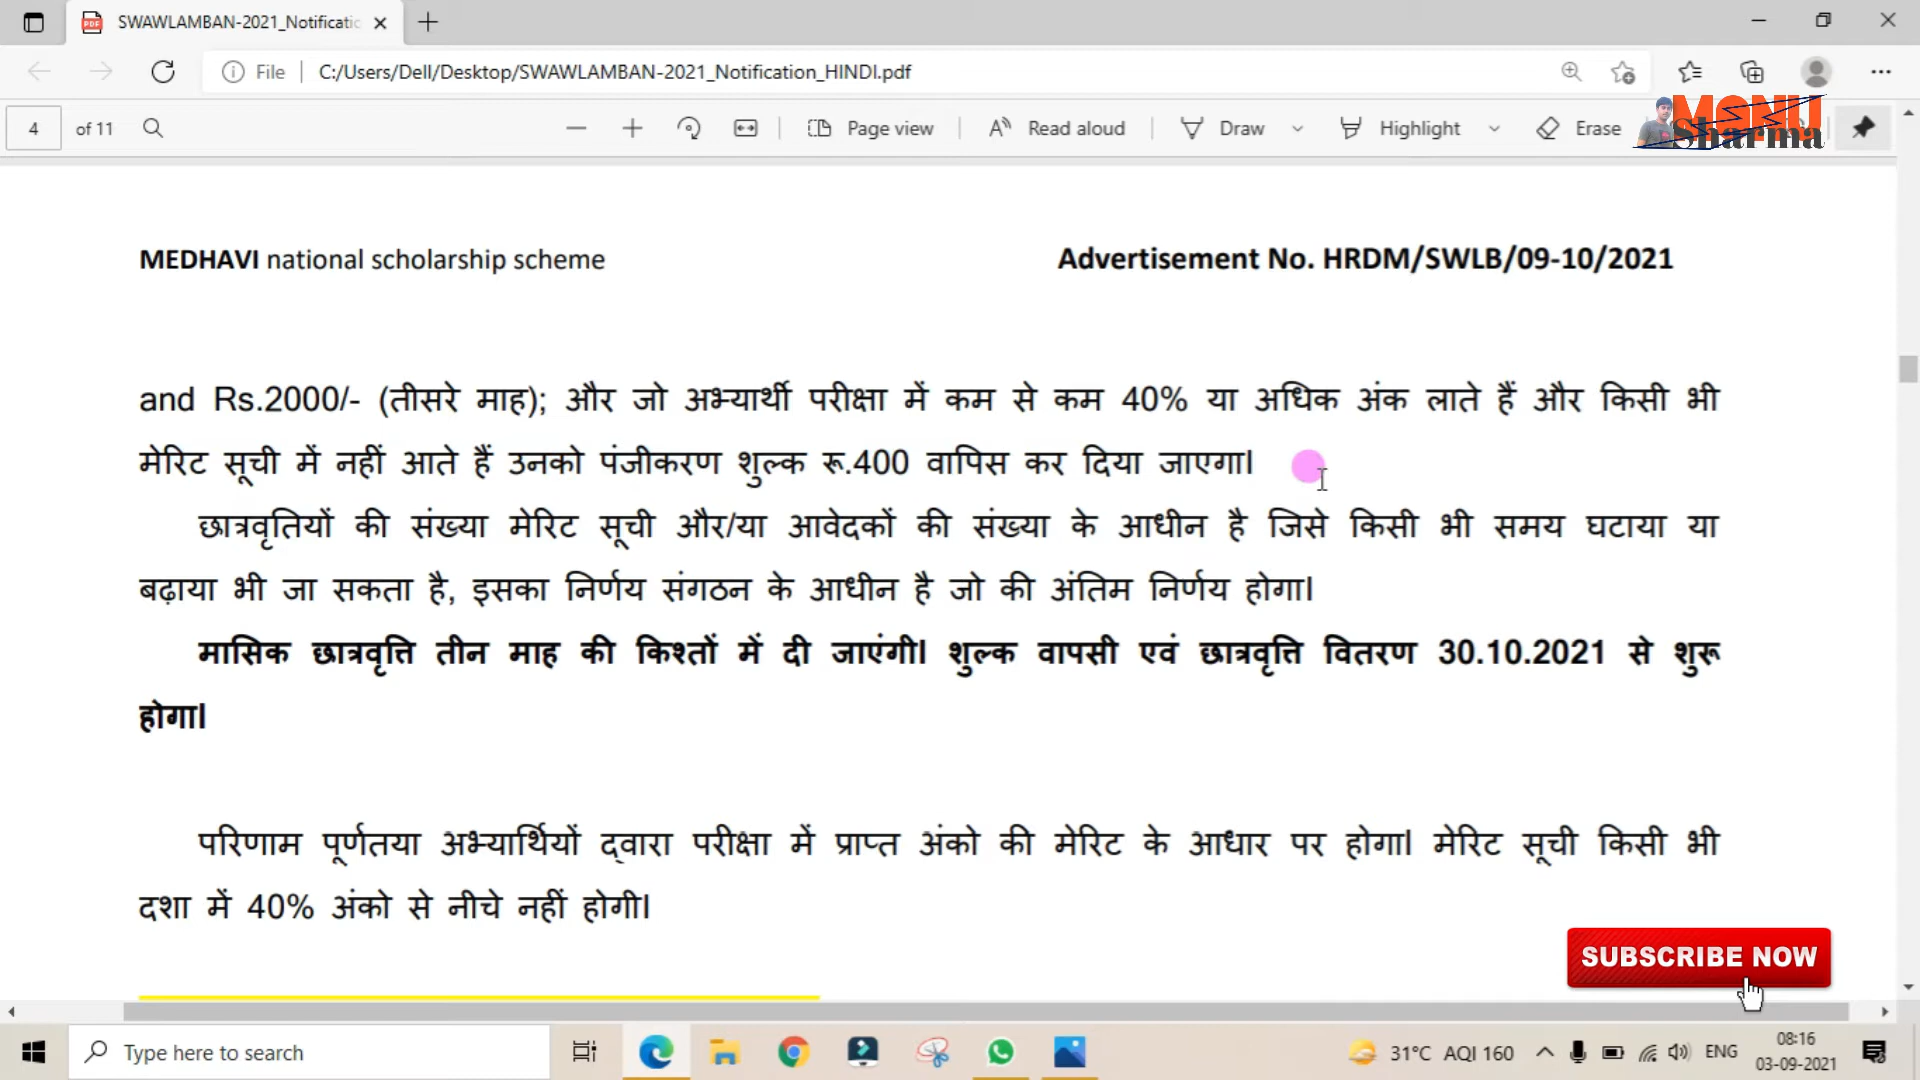 SWAWLAMBAN-2021_Notificatio
File
C:/Users/Dell/Desktop/SWAWLAMBAN-2021_Notification_HINDI.pdf
4 of 11
Page view
Read aloud
Draw
Highlight
Erase
MONU
Sharma
MEDHAVI national scholarship scheme
Advertisement No. HRDM/SWLB/09-10/2021
and Rs.2000/- (तीसरे माह); और जो अभ्यार्थी परीक्षा में कम से कम 40% या अधिक अंक लाते हैं और किसी भी
मेरिट सूची में नहीं आते हैं उनको पंजीकरण शुल्क रू.400 वापिस कर दिया जाएगा।
छात्रवृतियों की संख्या मेरिट सूची और/या आवेदकों की संख्या के आधीन है जिसे किसी भी समय घटाया या
बढ़ाया भी जा सकता है, इसका निर्णय संगठन के आधीन है जो की अंतिम निर्णय होगा।
मासिक छात्रवृत्ति तीन माह की किश्तों में दी जाएंगी। शुल्क वापसी एवं छात्रवृत्ति वितरण 30.10.2021 से शुरू
होगा।
परिणाम पूर्णतया अभ्यार्थियों द्वारा परीक्षा में प्राप्त अंको की मेरिट के आधार पर होगा। मेरिट सूची किसी भी
दशा में 40% अंको से नीचे नहीं होगी।
SUBSCRIBE NOW
Type here to search
31°C AQI 160
ENG
08:16
03-09-2021